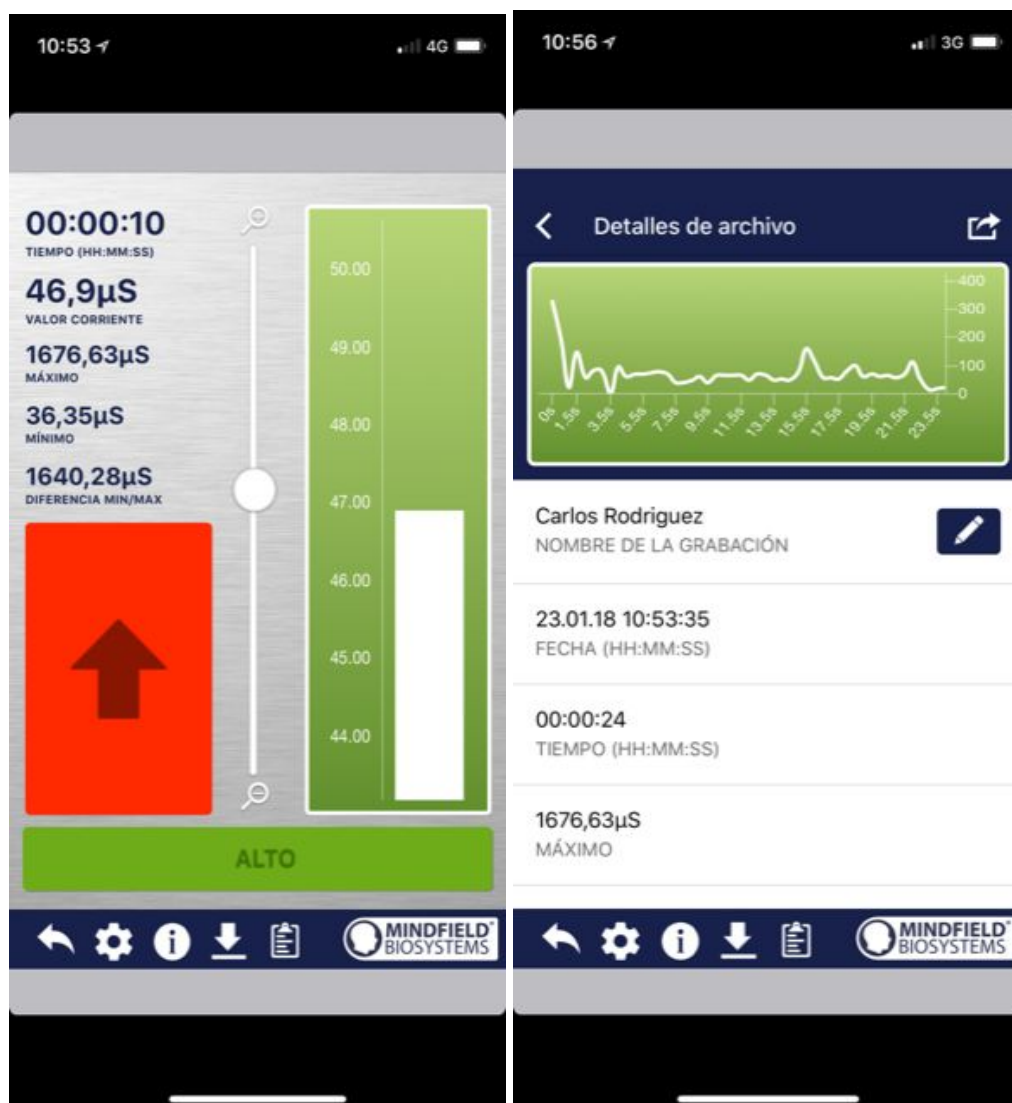 10:53
4G
00:00:10
TIEMPO (HH:MM:SS)
46,9µS
VALOR CORRIENTE
1676,63µS
MÁXIMO
36,35µS
MÍNIMO
1640,28µS
DIFERENCIA MIN/MAX
50.00
49.00
48.00
47.00
46.00
45.00
44.00
ALTO
MINDFIELD
BIOSYSTEMS
10:56
3G
Detalles de archivo
400
300
200
100
0
0s 1.5s 3.5s 5.5s 7.5s 9.5s 11.5s 13.5s 15.5s 17.5s 19.5s 21.5s 23.5s
Carlos Rodriguez
NOMBRE DE LA GRABACIÓN
23.01.18 10:53:35
FECHA (HH:MM:SS)
00:00:24
TIEMPO (HH:MM:SS)
1676,63µS
MÁXIMO
MINDFIELD
BIOSYSTEMS